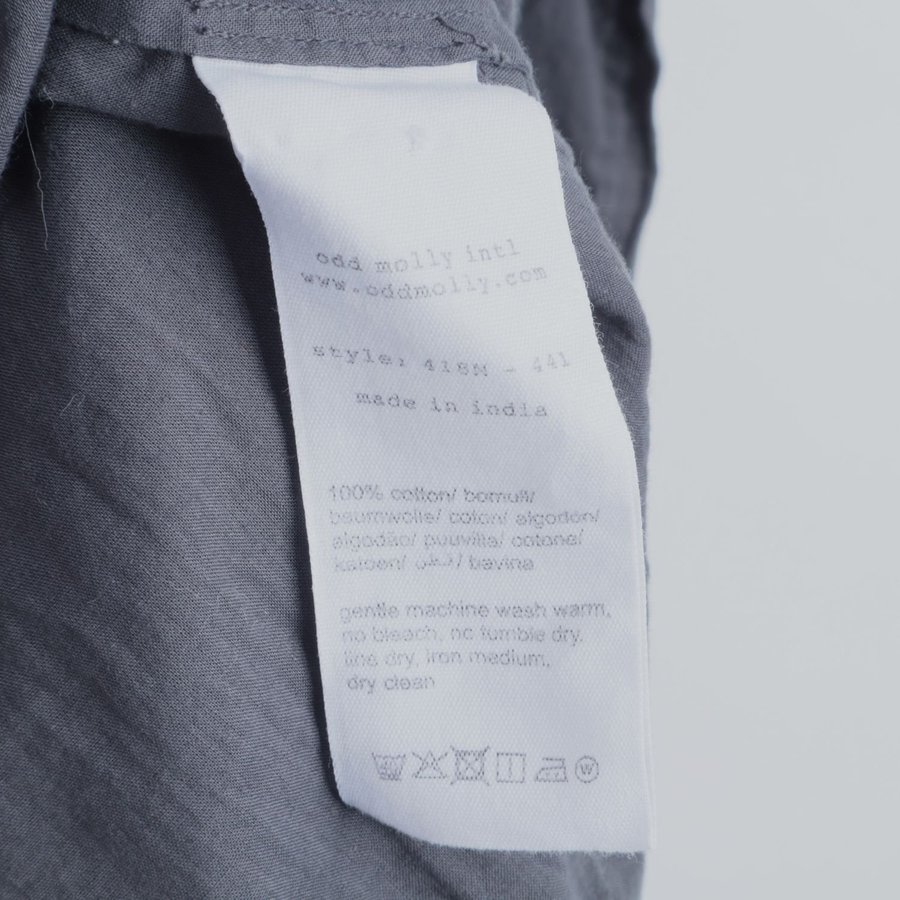 odd molly intl
www.oddmolly.com
style: 418M - 441
made in india
100% cotton/ bomull/
baumwolle/ coton/ algodon/
algodão/ puuvilla/ cotone/
katoen/ / bavlna
gentle machine wash warm,
no bleach, no tumble dry.
line dry, iron medium,
dry clean
W